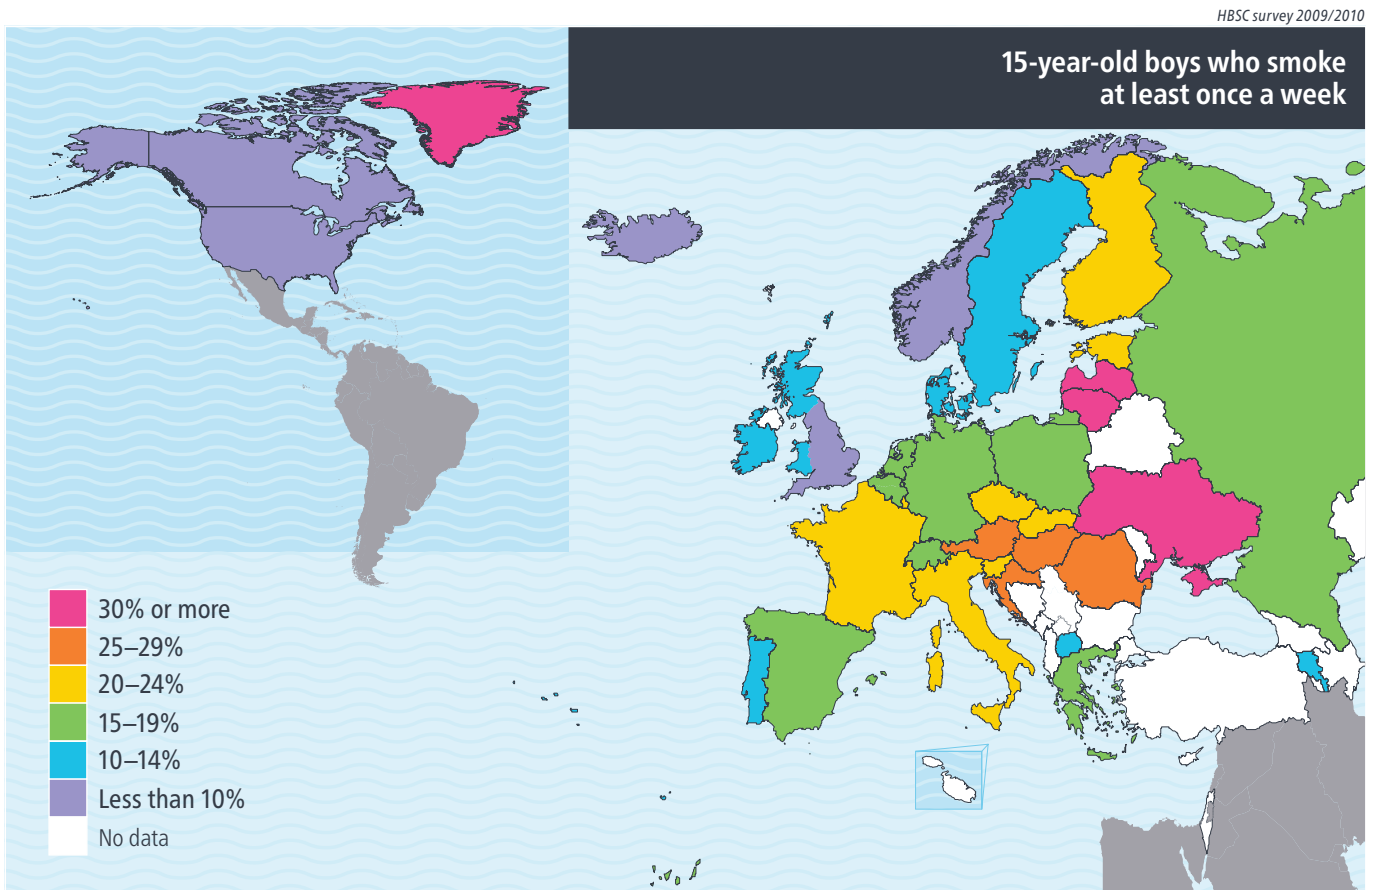 HBSC survey 2009/2010
15-year-old boys who smoke
at least once a week
30% or more
25–29%
20–24%
15–19%
10–14%
Less than 10%
No data